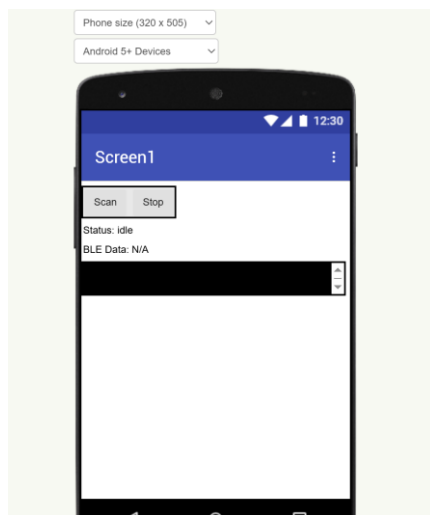 Phone size (320 x 505)
Android 5+ Devices
12:30
Screen1
Scan Stop
Status: idle
BLE Data: N/A